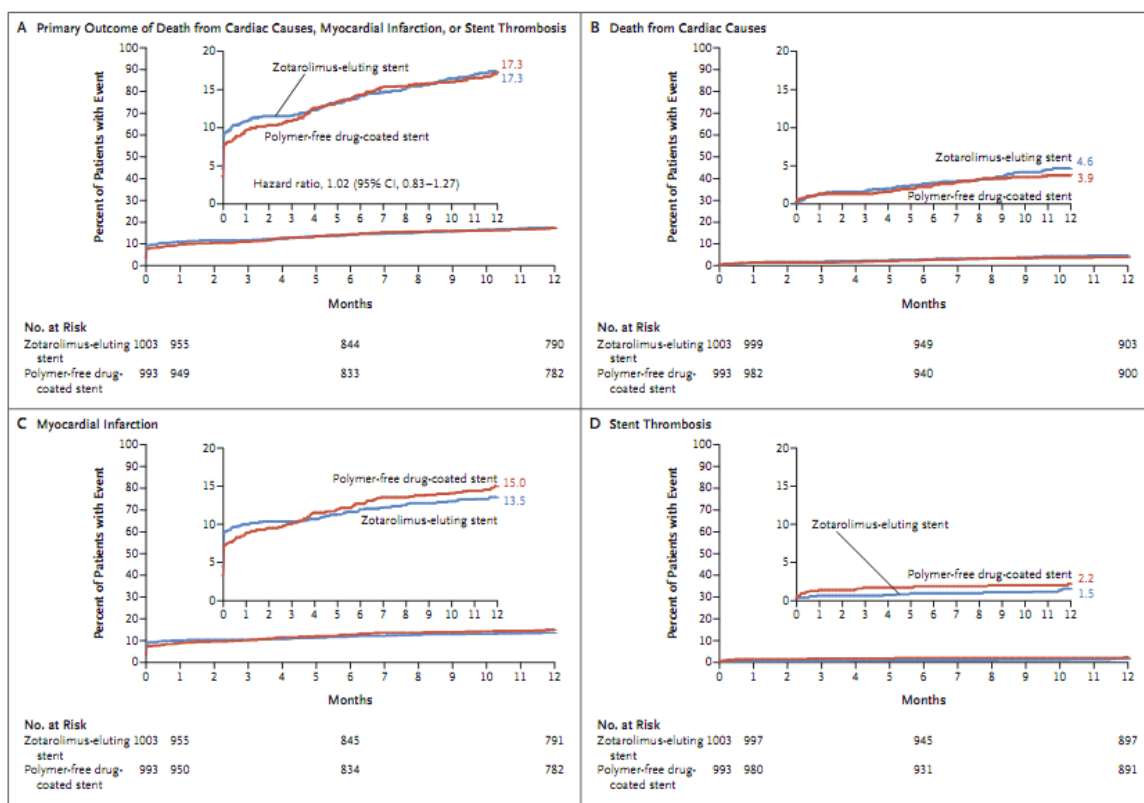 A Primary Outcome of Death from Cardiac Causes, Myocardial Infarction, or Stent Thrombosis
Percent of Patients with Event
100
90
80
70
60
50
40
30
20
10
0
20
15
10
5
0
Zotarolimus-eluting stent
17.3
17.3
Polymer-free drug-coated stent
Hazard ratio, 1.02 (95% CI, 0.83–1.27)
0 1 2 3 4 5 6 7 8 9 10 12
0 1 2 3 4 5 6 7 8 9 10 12
Months
No. at Risk
Zotarolimus-eluting stent 1003 955 844 790
Polymer-free drug-coated stent 993 949 833 782
B Death from Cardiac Causes
Percent of Patients with Event
100
90
80
70
60
50
40
30
20
10
0
20
15
10
5
0
Zotarolimus-eluting stent
4.6
3.9
Polymer-free drug-coated stent
0 1 2 3 4 5 6 7 8 9 10 12
0 1 2 3 4 5 6 7 8 9 10 12
Months
No. at Risk
Zotarolimus-eluting stent 1003 999 949 903
Polymer-free drug-coated stent 993 982 940 900
C Myocardial Infarction
Percent of Patients with Event
100
90
80
70
60
50
40
30
20
10
0
20
15
10
5
0
Polymer-free drug-coated stent
15.0
13.5
Zotarolimus-eluting stent
0 1 2 3 4 5 6 7 8 9 10 12
0 1 2 3 4 5 6 7 8 9 10 12
Months
No. at Risk
Zotarolimus-eluting stent 1003 955 845 791
Polymer-free drug-coated stent 993 950 834 782
D Stent Thrombosis
Percent of Patients with Event
100
90
80
70
60
50
40
30
20
10
0
20
15
10
5
0
Zotarolimus-eluting stent
Polymer-free drug-coated stent
2.2
1.5
0 1 2 3 4 5 6 7 8 9 10 12
0 1 2 3 4 5 6 7 8 9 10 12
Months
No. at Risk
Zotarolimus-eluting stent 1003 997 945 897
Polymer-free drug-coated stent 993 980 931 891